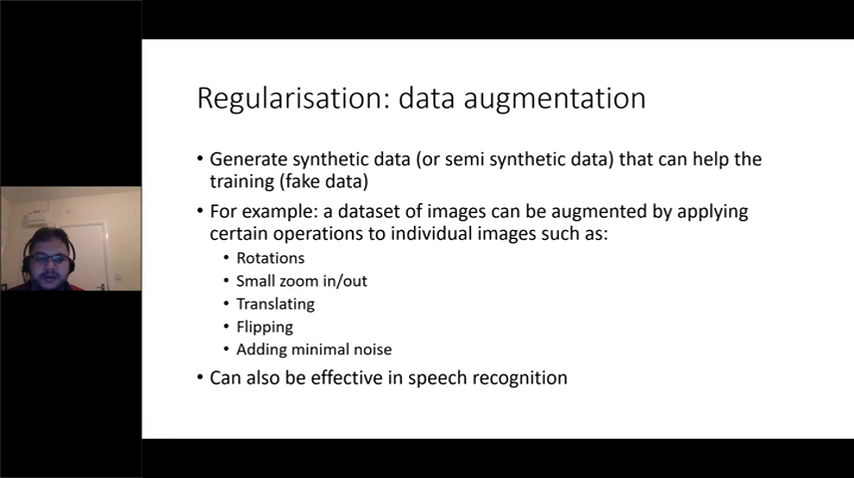 Regularisation: data augmentation
• Generate synthetic data (or semi synthetic data) that can help the
training (fake data)
• For example: a dataset of images can be augmented by applying
certain operations to individual images such as:
• Rotations
• Small zoom in/out
• Translating
• Flipping
• Adding minimal noise
• Can also be effective in speech recognition